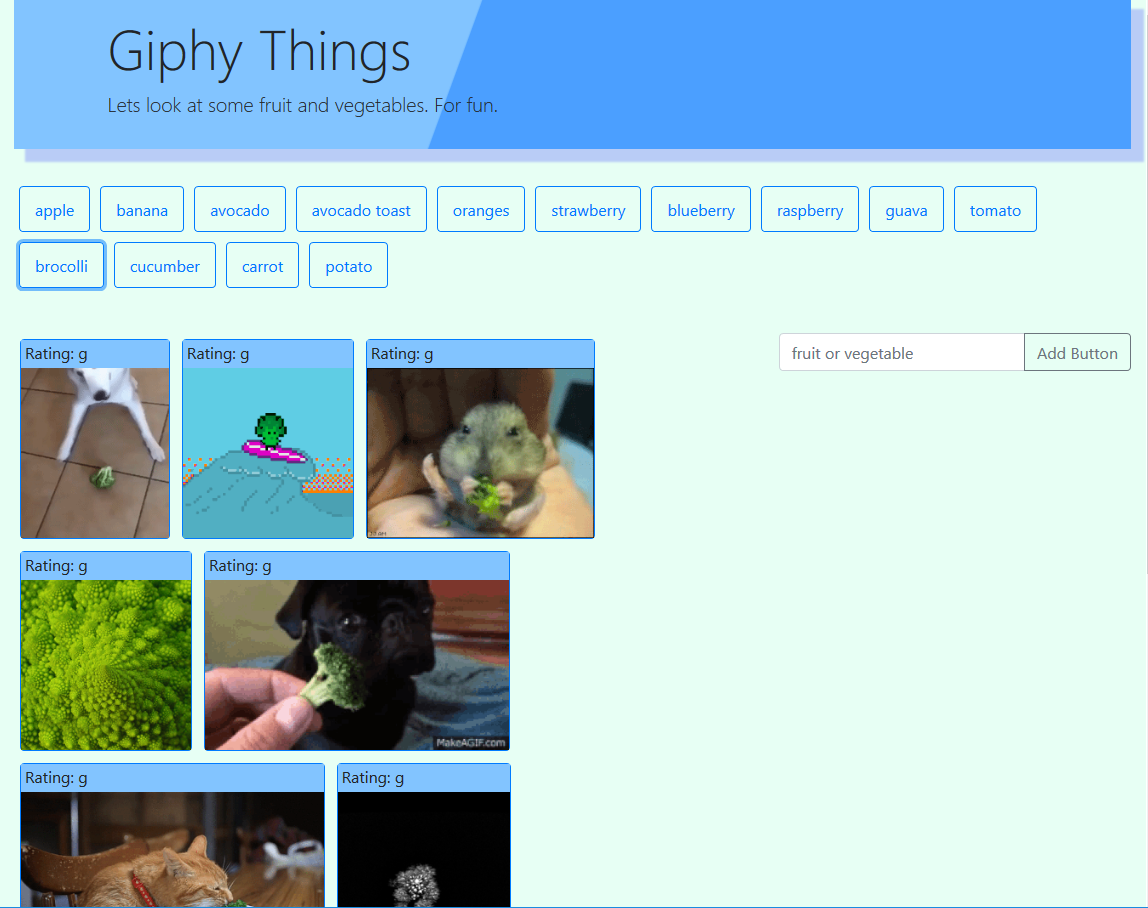 Giphy Things
Lets look at some fruit and vegetables. For fun.
apple banana avocado avocado toast oranges strawberry blueberry raspberry guava tomato
brocolli cucumber carrot potato
fruit or vegetable Add Button
Rating: g Rating: g Rating: g
Rating: g Rating: g
MakeAGIF.com
Rating: g Rating: g